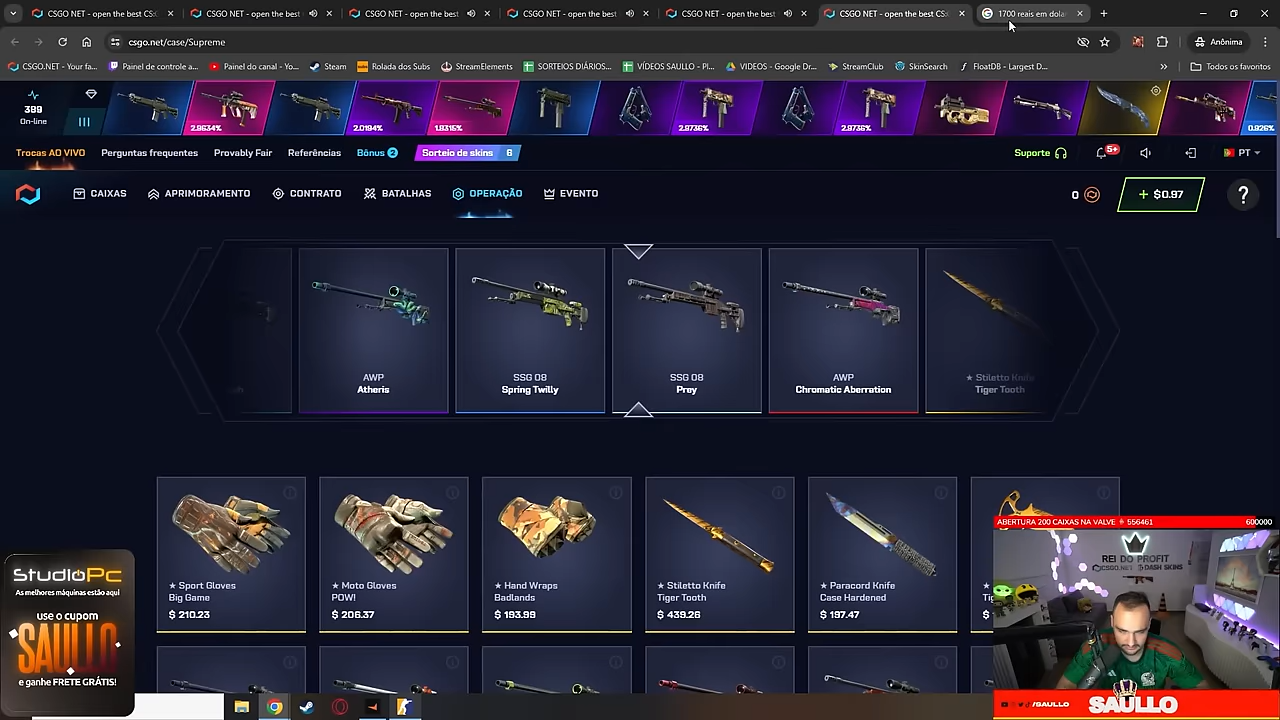 CSGO NET - open the best CS:
CSGO NET - open the best
CSGO NET - open the best
CSGO NET - open the best
CSGO NET - open the best
CSGO NET - open the best CS:
1700 reais em dola
csgo.net/case/Supreme
Anônima
CSGO.NET - Your fa...
Painel de controle a...
Painel do canal - Yo...
Steam
Rolada dos Subs
StreamElements
SORTEIOS DIÁRIOS...
VÍDEOS SAULLO - Pl...
VIDEOS - Google Dr...
StreamClub
SkinSearch
FloatDB - Largest D...
Todos os favoritos
389
On-line
2.9634%
2.0194%
1.8315%
2.9736%
2.9736%
0.926%
Trocas AO VIVO
Perguntas frequentes
Provably Fair
Referências
Bônus 2
Sorteio de skins 6
Suporte
5+
PT
CAIXAS
APRIMORAMENTO
CONTRATO
BATALHAS
OPERAÇÃO
EVENTO
0
+ $0.97
?
AWP
Atheris
SSG 08
Spring Twilly
SSG 08
Prey
AWP
Chromatic Aberration
★ Stiletto Knife
Tiger Tooth
★ Sport Gloves
Big Game
$ 210.23
★ Moto Gloves
POW!
$ 206.37
★ Hand Wraps
Badlands
$ 193.99
★ Stiletto Knife
Tiger Tooth
$ 439.26
★ Paracord Knife
Case Hardened
$ 197.47
ABERTURA 200 CAIXAS NA VALVE 556461
600000
REI DO PROFIT
CSGO.NET
DASH SKINS
/SAULLO
SAULLO
STUDIOPC
As melhores máquinas estão aqui
use o cupom
SAULLO
e ganhe FRETE GRÁTIS!